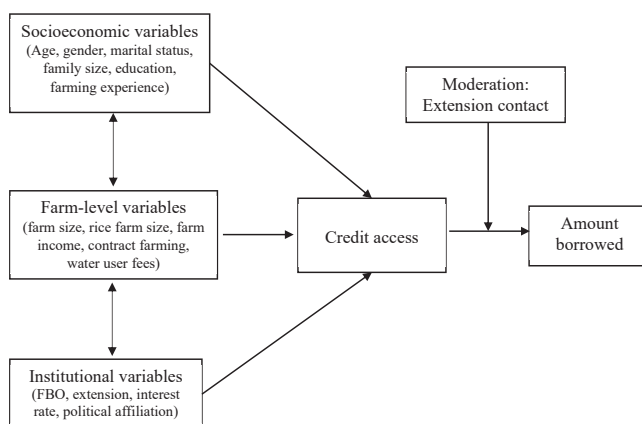 Socioeconomic variables
(Age, gender, marital status,
family size, education,
farming experience)
Moderation:
Extension contact
Farm-level variables
(farm size, rice farm size, farm
income, contract farming,
water user fees)
Credit access
Amount
borrowed
Institutional variables
(FBO, extension, interest
rate, political affiliation)